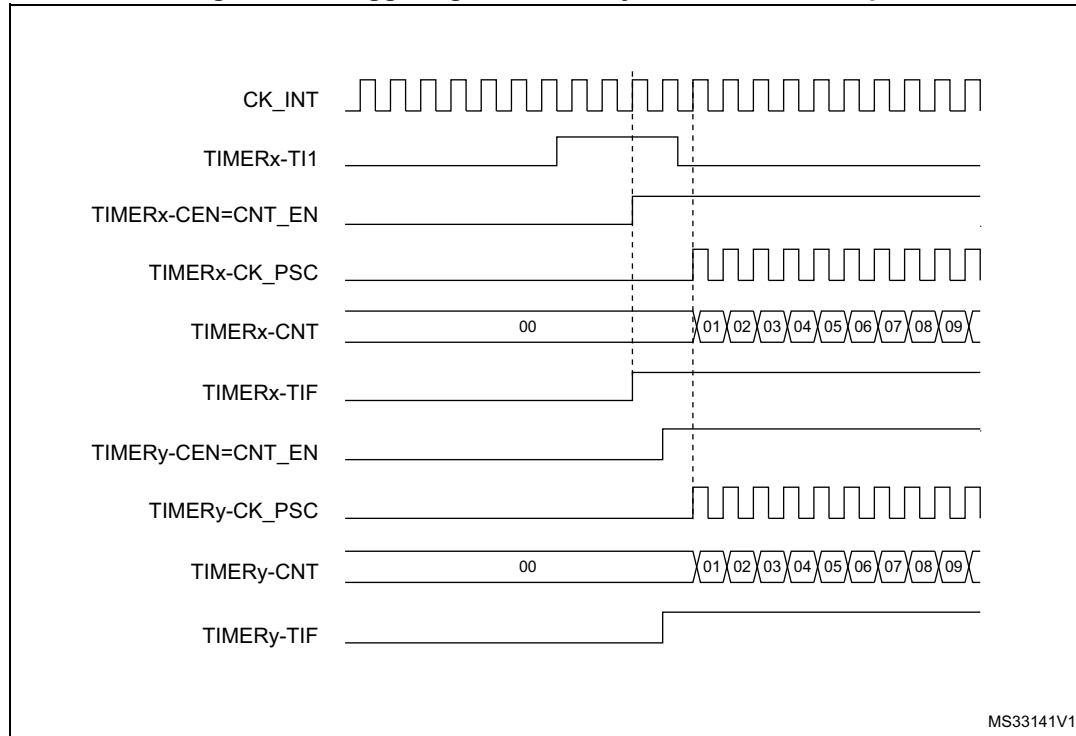 CK_INT
TIMERx-TI1
TIMERx-CEN=CNT_EN
TIMERx-CK_PSC
TIMERx-CNT 00 01 02 03 04 05 06 07 08 09
TIMERx-TIF
TIMERy-CEN=CNT_EN
TIMERy-CK_PSC
TIMERy-CNT 00 01 02 03 04 05 06 07 08 09
TIMERy-TIF
MS33141V1